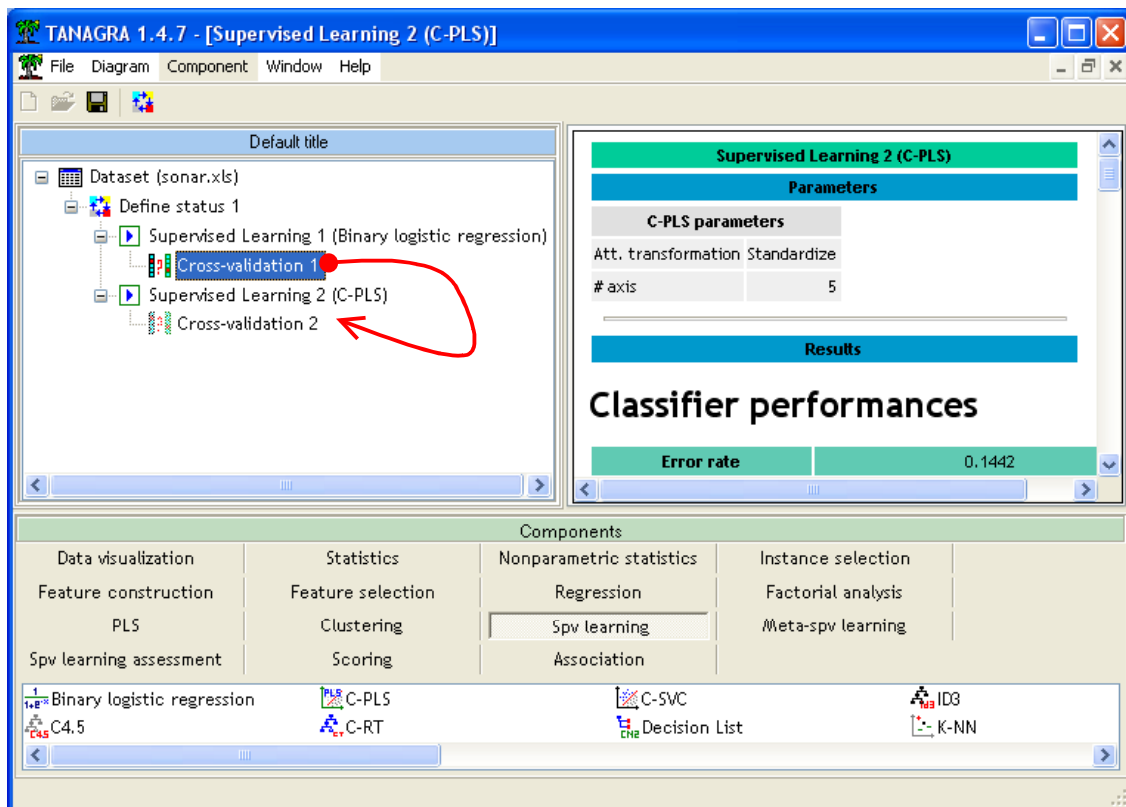 TANAGRA 1.4.7 - [Supervised Learning 2 (C-PLS)]
File Diagram Component Window Help
Default title
Dataset (sonar.xls)
Define status 1
Supervised Learning 1 (Binary logistic regression)
Cross-validation 1
Supervised Learning 2 (C-PLS)
Cross-validation 2
Supervised Learning 2 (C-PLS)
Parameters
C-PLS parameters
Att. transformation Standardize
# axis 5
Results
Classifier performances
Error rate 0.1442
Components
Data visualization Statistics Nonparametric statistics Instance selection
Feature construction Feature selection Regression Factorial analysis
PLS Clustering Spv learning Meta-spv learning
Spv learning assessment Scoring Association
Binary logistic regression C-PLS C-SVC ID3
C4.5 C-RT Decision List K-NN